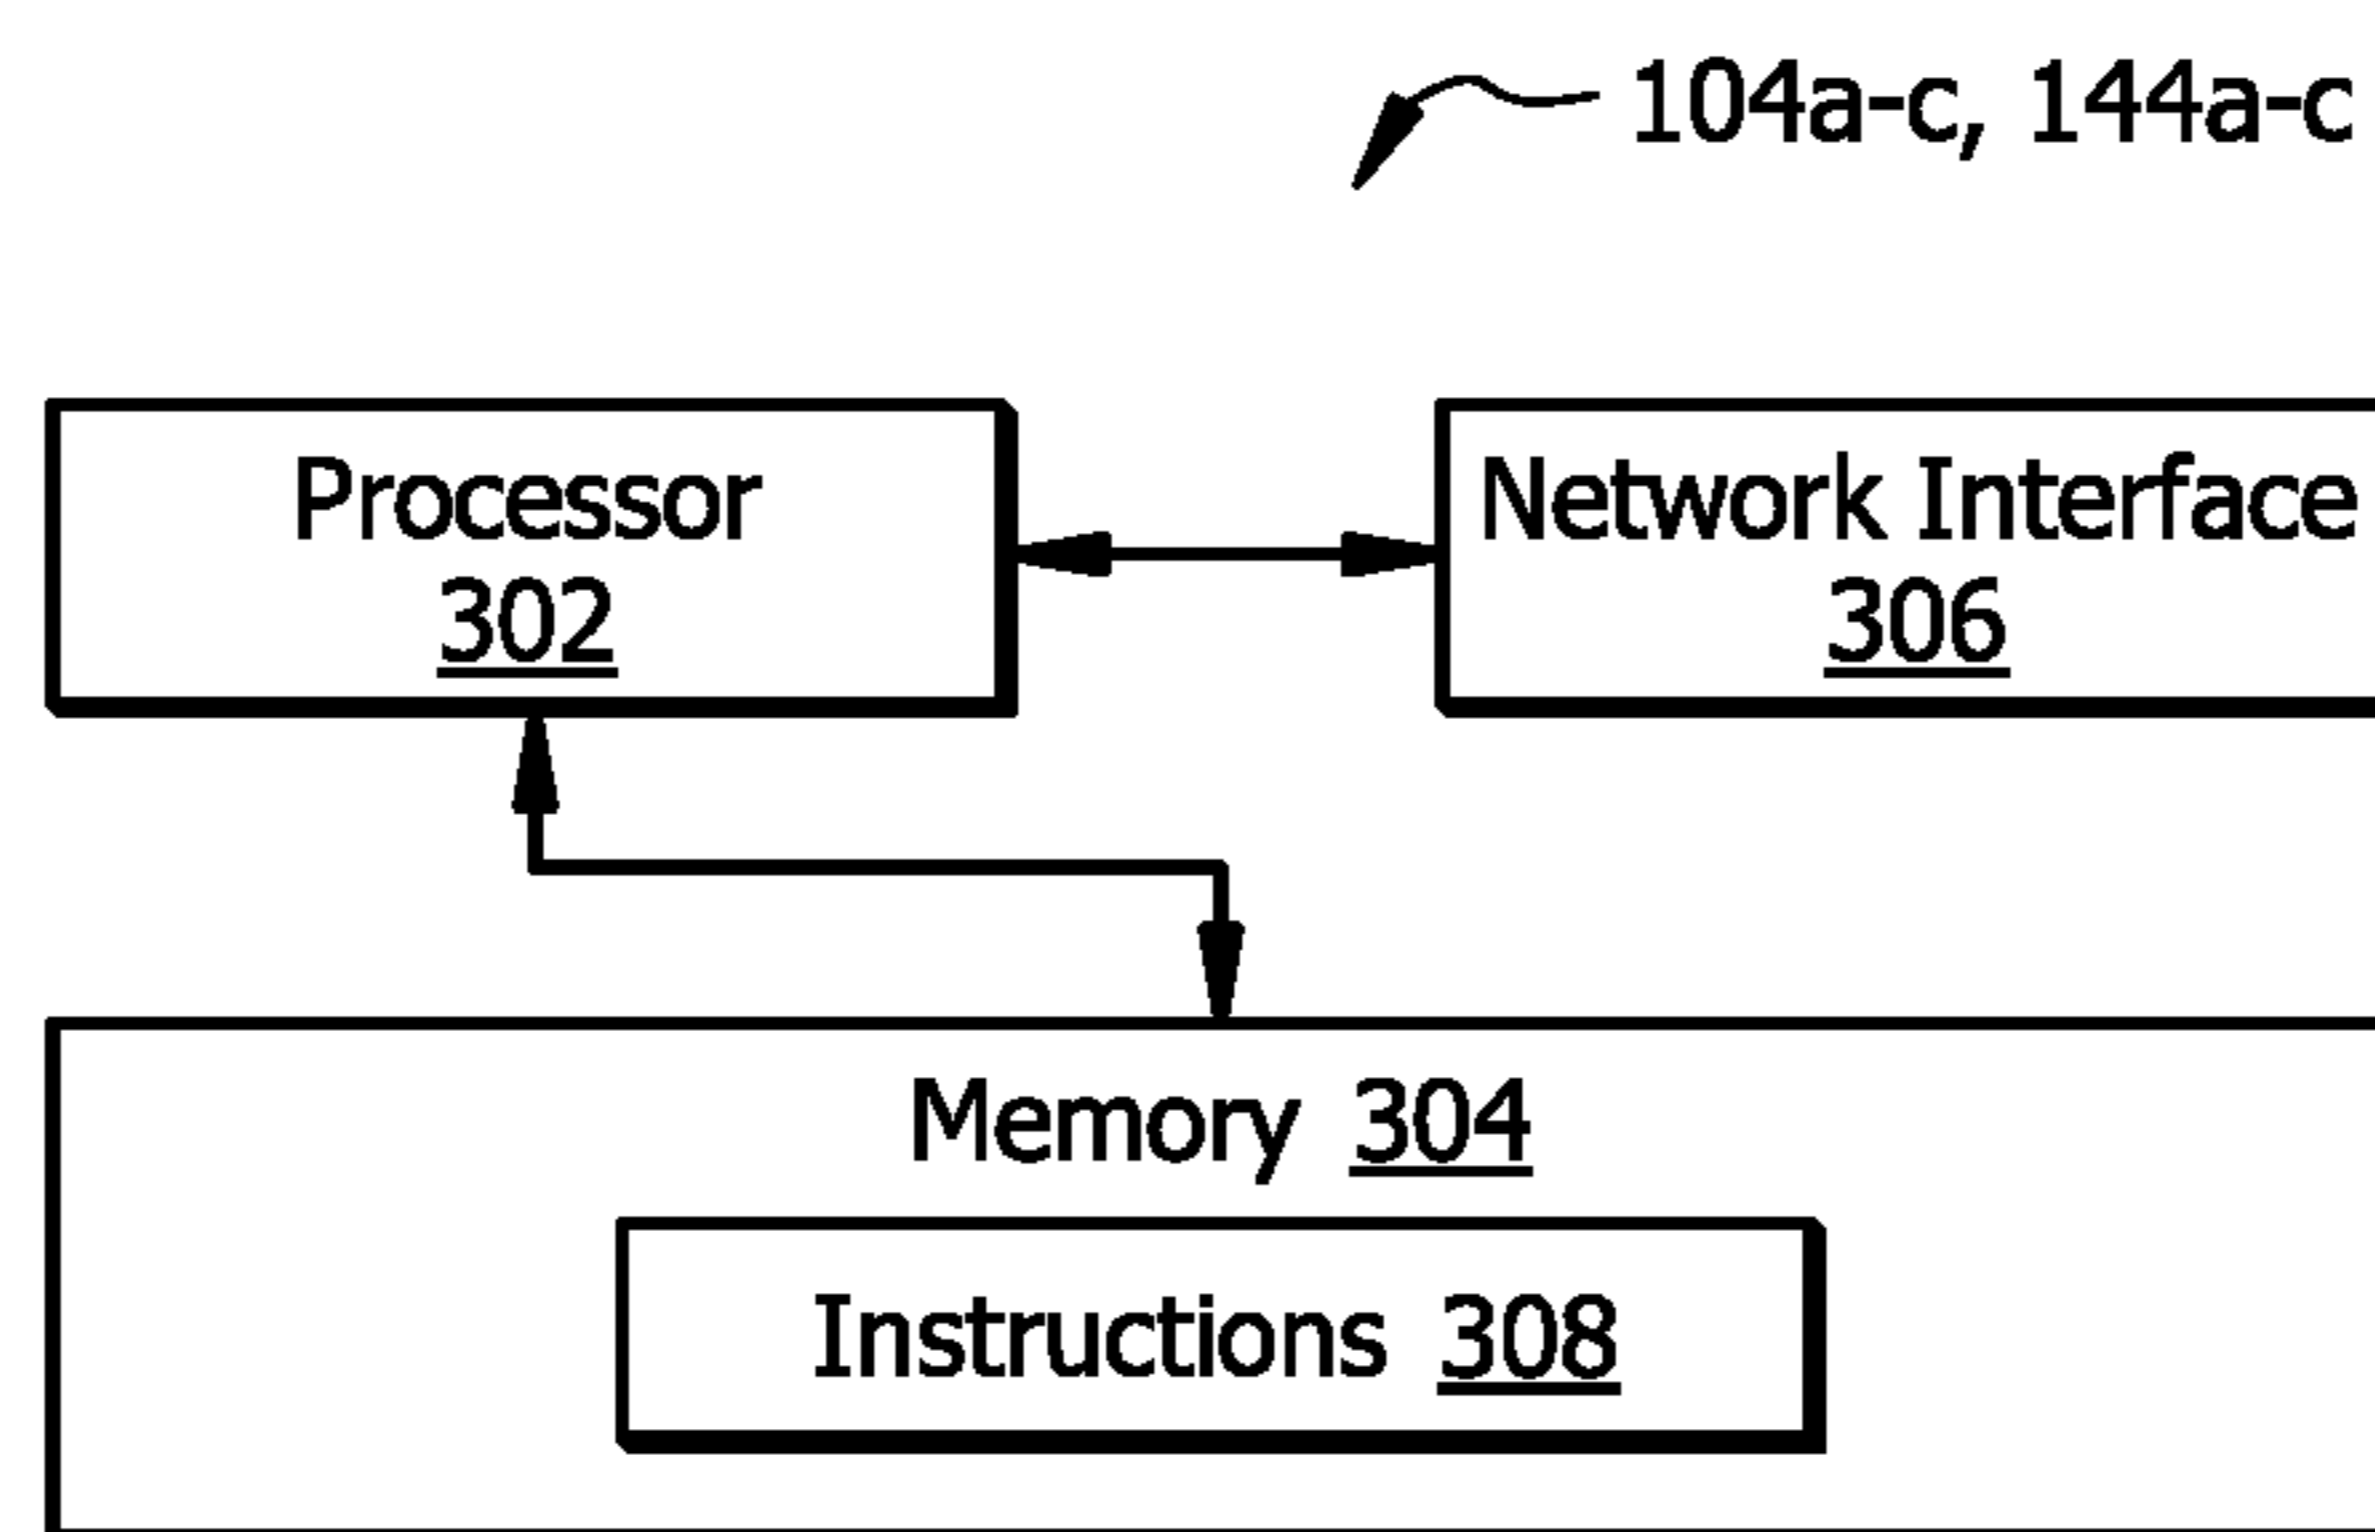 104a-c, 144a-c
Processor
302
Network Interface
306
Memory 304
Instructions 308